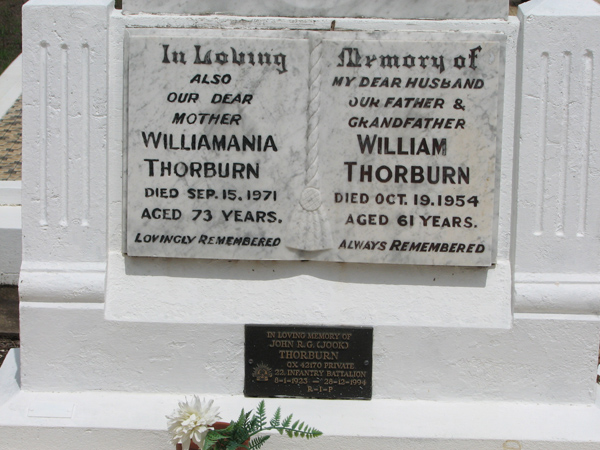 In Loving
ALSO
OUR DEAR
MOTHER
WILLIAMANIA
THORBURN
DIED SEP. 15, 1971
AGED 73 YEARS.
LOVINGLY REMEMBERED
Memory of
MY DEAR HUSBAND
OUR FATHER &
GRANDFATHER
WILLIAM
THORBURN
DIED OCT. 19. 1954
AGED 61 YEARS.
ALWAYS REMEMBERED
IN LOVING MEMORY OF
JOHN R.G. (JOCK)
THORBURN
QX 42170 PRIVATE
22 INFANTRY BATTALION
6-1-1923 — 28-12-1994
R-I-P